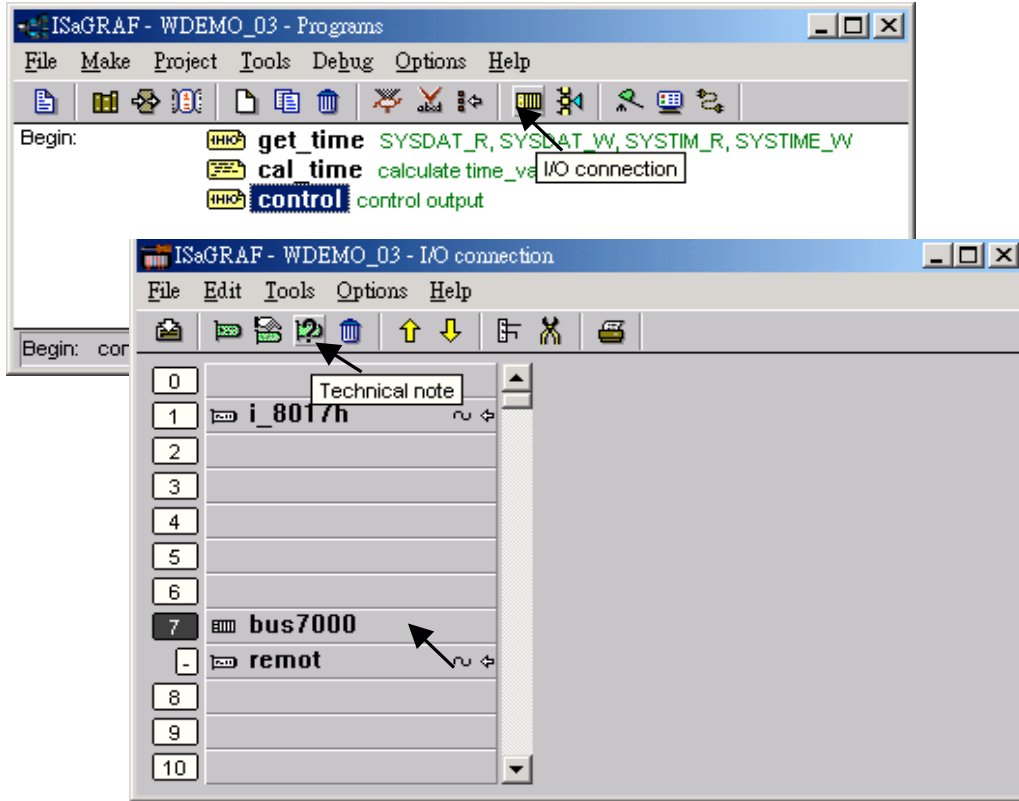 ISaGRAF - WDEMO_03 - Programs
File Make Project Tools Debug Options Help
Begin: get_time SYSDAT_R, SYSDAT_W, SYSTIM_R, SYSTIME_W
cal_time calculate time_va
I/O connection
control control output
Begin: cor
ISaGRAF - WDEMO_03 - I/O connection
File Edit Tools Options Help
Technical note
0
1 i_8017h
2
3
4
5
6
7 bus7000
- remot
8
9
10